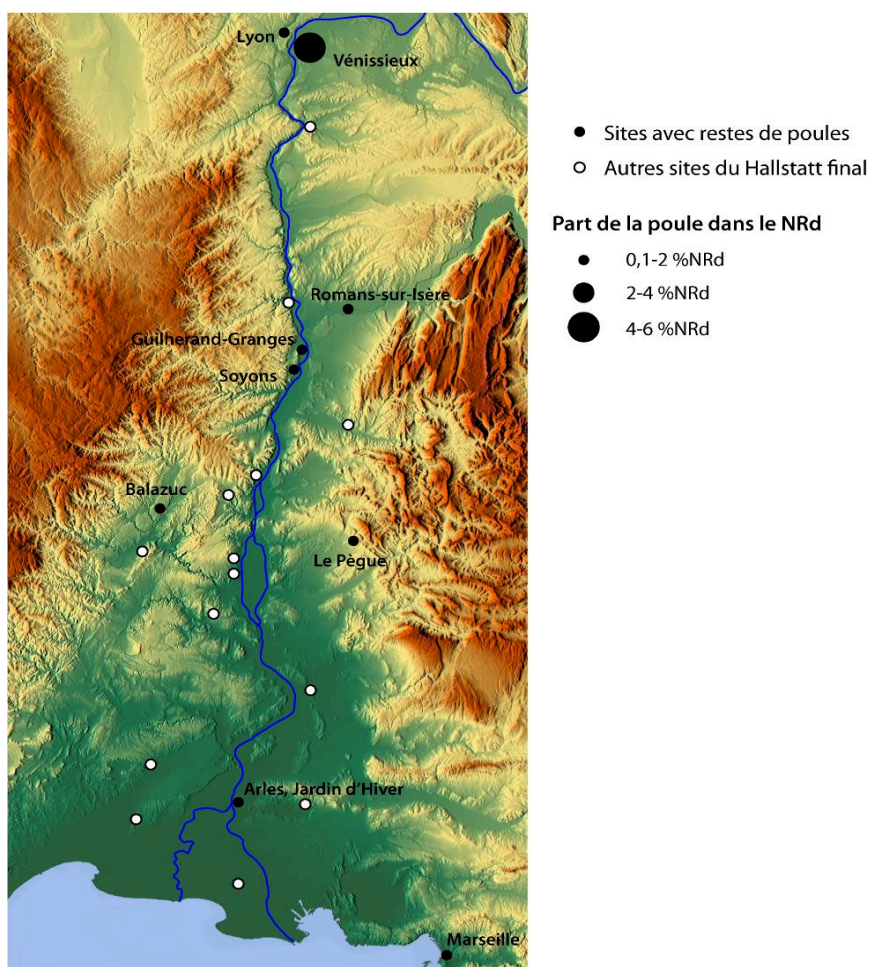 Lyon
Vénissieux
Romans-sur-Isère
Guilherand-Granges
Soyons
Balazuc
Le Pègue
Arles, Jardin d'Hiver
Marseille
Sites avec restes de poules
Autres sites du Hallstatt final
Part de la poule dans le NRd
0,1-2 %NRd
2-4 %NRd
4-6 %NRd